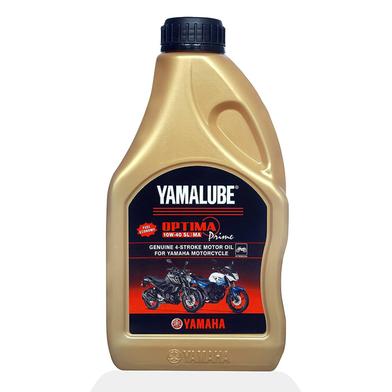 YAMALUBE®
FUEL ECONOMY
OPTIMA
10W-40 SL MA Prime
GENUINE 4-STROKE MOTOR OIL
FOR YAMAHA MOTORCYCLE
YAMAHA
YAMAHA